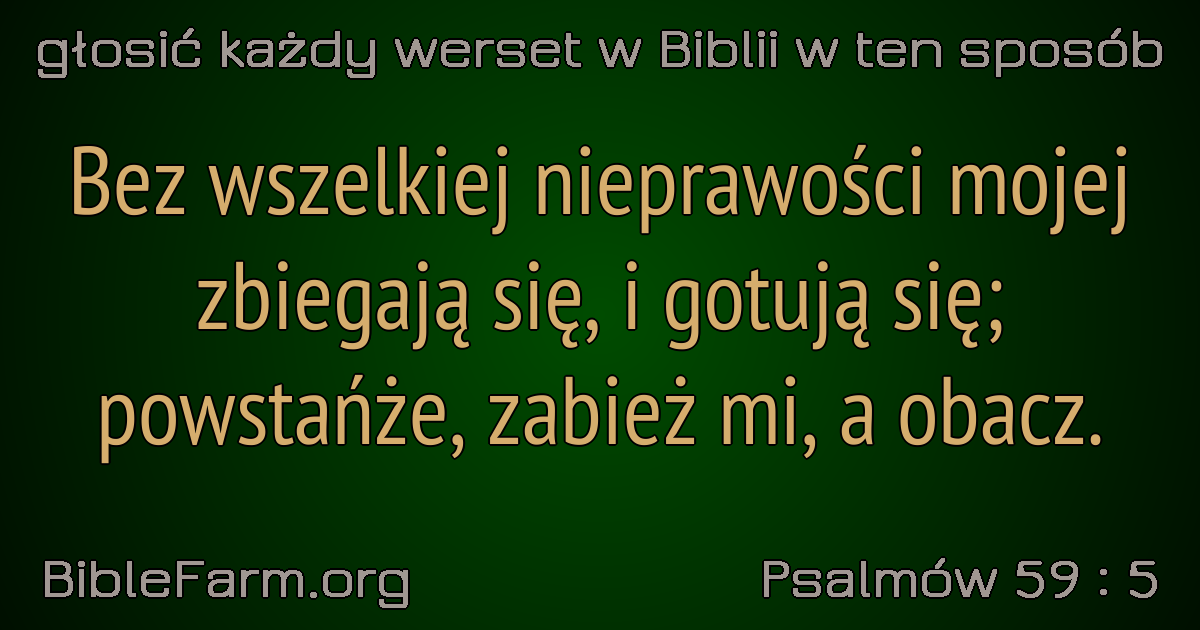 głosić każdy werset w Biblii w ten sposób
Bez wszelkiej nieprawości mojej
zbiegają się, i gotują się;
powstańże, zabież mi, a obacz.
BibleFarm.org
Psalmów 59 : 5